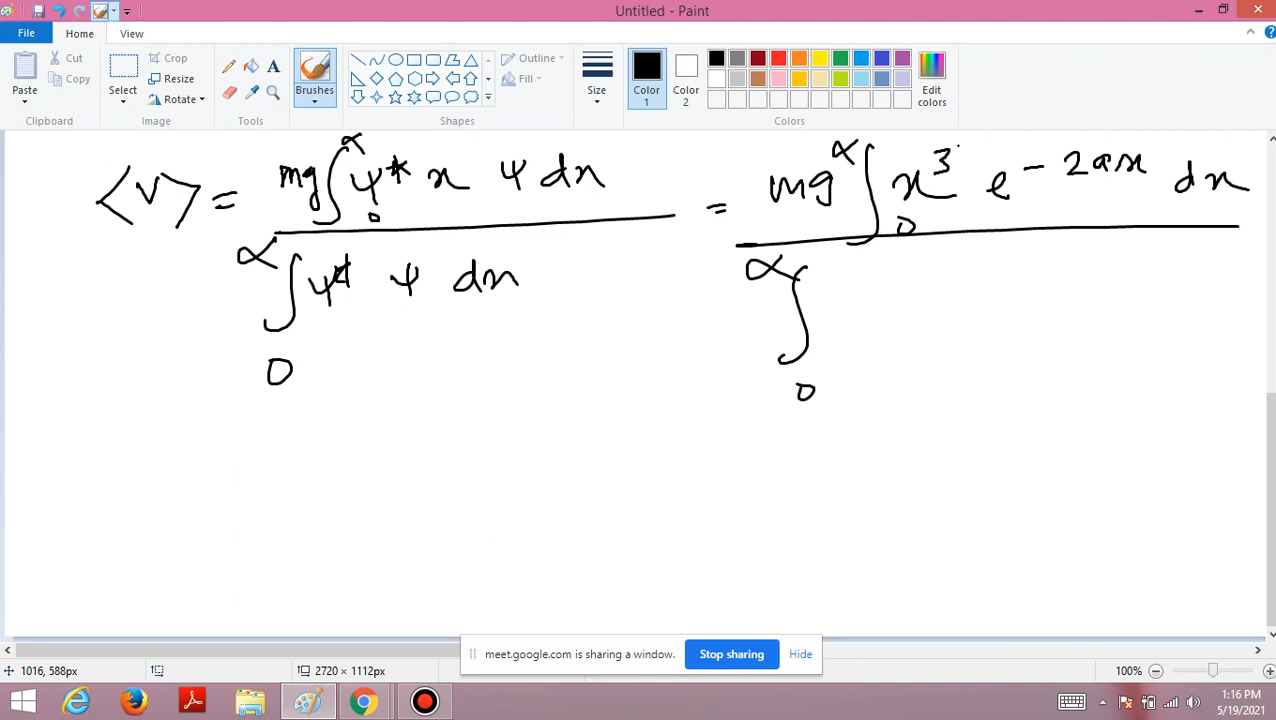 Untitled - Paint
File Home View
Paste Cut Copy Clipboard
Select Crop Resize Rotate Image
A Tools
Brushes
Outline Fill Shapes
Size
Color 1 Color 2 Edit colors Colors
<V> = mg ∫₀^∝ ψ* x ψ dx / ∝ ∫ ψ* ψ dx 0 = mg ∝ ∫₀ x³ e^{-2ax} dx / ∝ ∫ 0
meet.google.com is sharing a window. Stop sharing Hide
1016, 588px 2720 × 1112px 100%
1:16 PM
5/19/2021